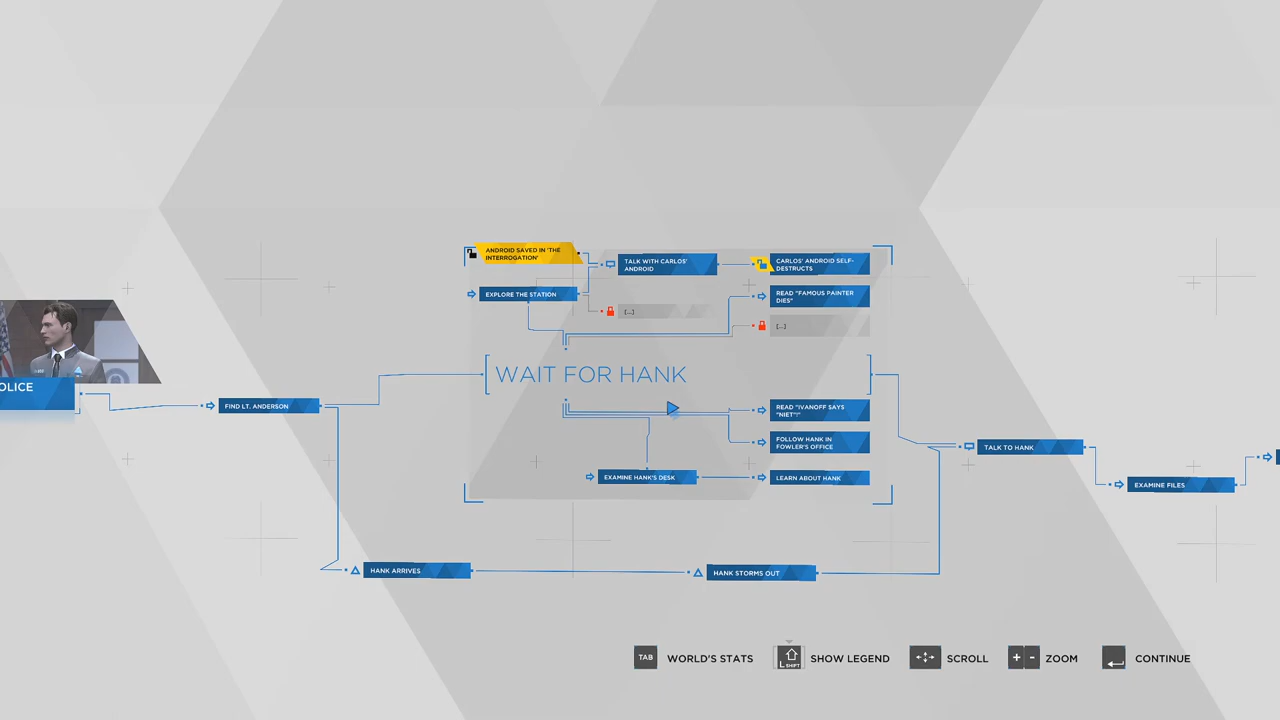 ANDROID SAVED IN 'THE
INTERROGATION'
TALK WITH CARLOS'
ANDROID
CARLOS' ANDROID SELF-
DESTRUCTS
EXPLORE THE STATION
READ "FAMOUS PAINTER
DIES"
[...]
[...]
WAIT FOR HANK
OLICE
FIND LT. ANDERSON
READ "IVANOFF SAYS
"NIET"!"
FOLLOW HANK IN
FOWLER'S OFFICE
TALK TO HANK
EXAMINE HANK'S DESK
LEARN ABOUT HANK
EXAMINE FILES
HANK ARRIVES
HANK STORMS OUT
TAB WORLD'S STATS
L SHIFT SHOW LEGEND
SCROLL
+ - ZOOM
CONTINUE